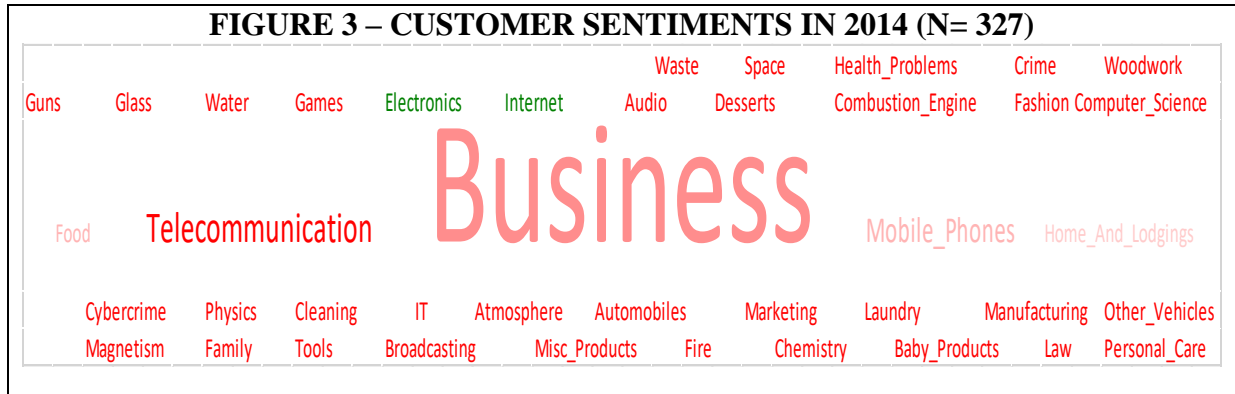 FIGURE 3 – CUSTOMER SENTIMENTS IN 2014 (N= 327)
Waste Space Health_Problems Crime Woodwork
Guns Glass Water Games Electronics Internet Audio Desserts Combustion_Engine Fashion Computer_Science
Food Telecommunication Business Mobile_Phones Home_And_Lodgings
Cybercrime Physics Cleaning IT Atmosphere Automobiles Marketing Laundry Manufacturing Other_Vehicles
Magnetism Family Tools Broadcasting Misc_Products Fire Chemistry Baby_Products Law Personal_Care